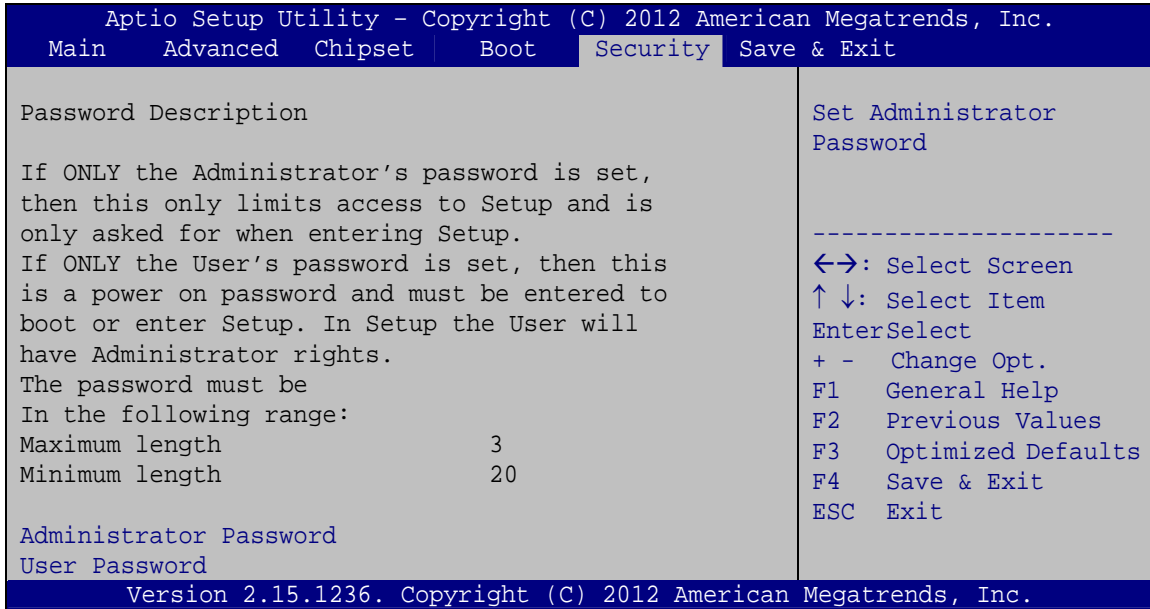 Aptio Setup Utility – Copyright (C) 2012 American Megatrends, Inc.
Main Advanced Chipset Boot Security Save & Exit
Password Description
If ONLY the Administrator’s password is set,
then this only limits access to Setup and is
only asked for when entering Setup.
If ONLY the User’s password is set, then this
is a power on password and must be entered to
boot or enter Setup. In Setup the User will
have Administrator rights.
The password must be
In the following range:
Maximum length 3
Minimum length 20
Administrator Password
User Password
Set Administrator
Password
---------------------
←→: Select Screen
↑ ↓: Select Item
EnterSelect
+ - Change Opt.
F1 General Help
F2 Previous Values
F3 Optimized Defaults
F4 Save & Exit
ESC Exit
Version 2.15.1236. Copyright (C) 2012 American Megatrends, Inc.